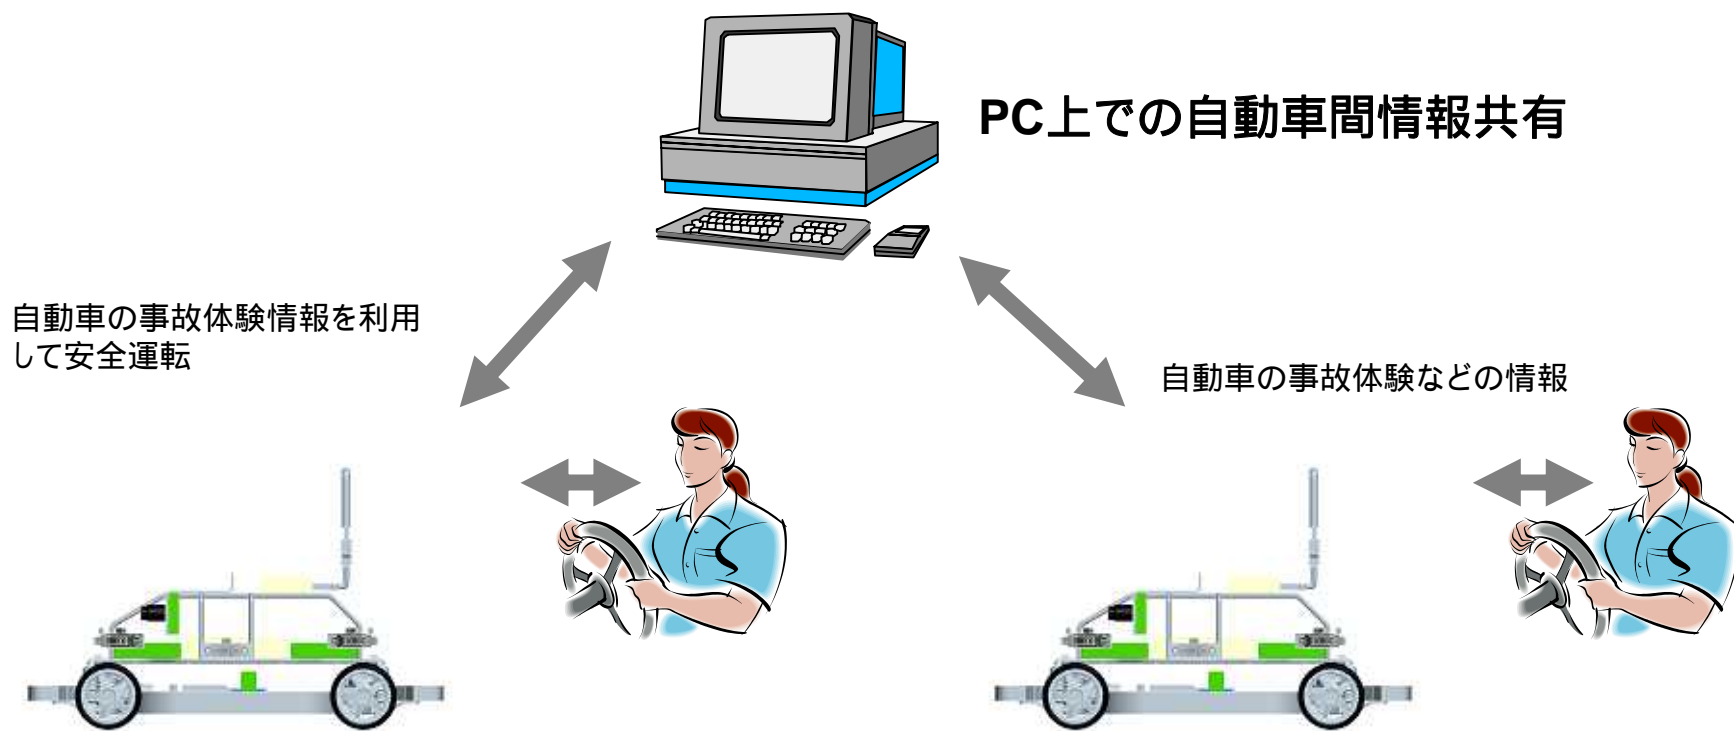 PC上での自動車間情報共有
自動車の事故体験情報を利用
して安全運転
自動車の事故体験などの情報